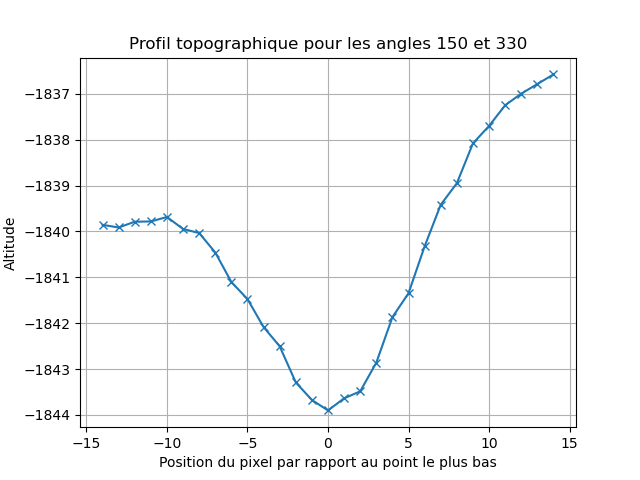 Profil topographique pour les angles 150 et 330
−1837
−1838
−1839
−1840
−1841
−1842
−1843
−1844
Altitude
−15 −10 −5 0 5 10 15
Position du pixel par rapport au point le plus bas